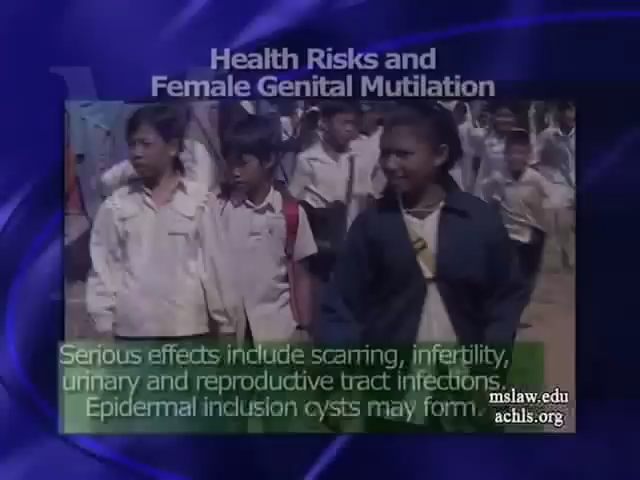 Health Risks and
Female Genital Mutilation
Serious effects include scarring, infertility,
urinary and reproductive tract infections.
Epidermal inclusion cysts may form.
mslaw.edu
achls.org